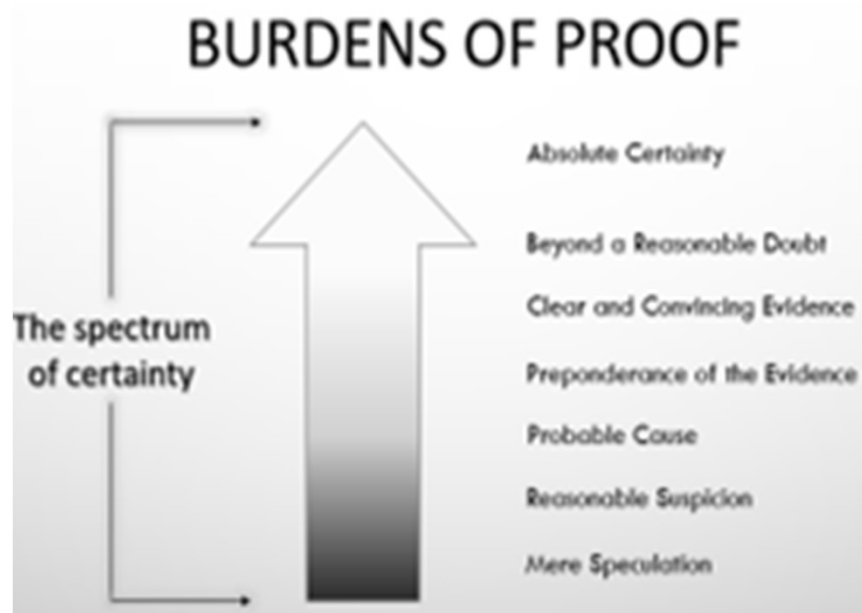 BURDENS OF PROOF
Absolute Certainty
Beyond a Reasonable Doubt
Clear and Convincing Evidence
The spectrum
of certainty
Preponderance of the Evidence
Probable Cause
Reasonable Suspicion
Mere Speculation